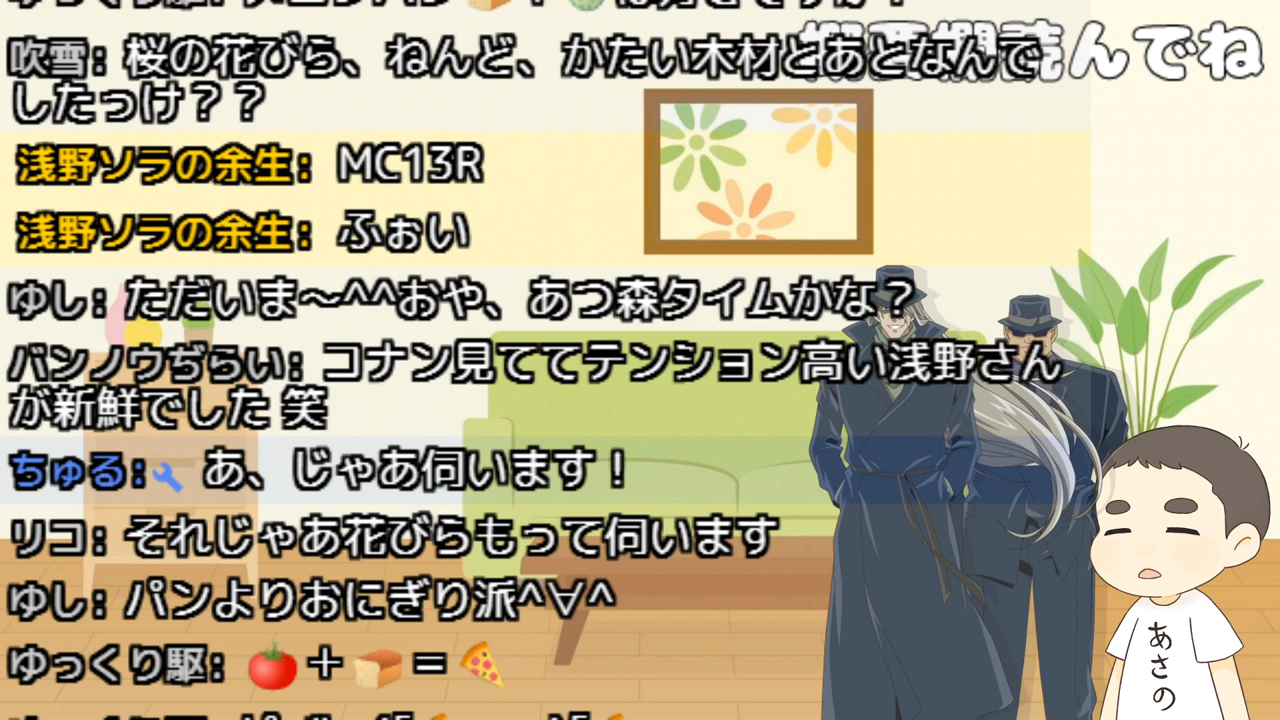 吹雪: 桜の花びら、ねんど、かたい木材とあとなんで
したっけ？？
読んでね
浅野ソラの余生: MC13R
浅野ソラの余生: ふぉい
ゆし: ただいま～^^おや、あつ森タイムかな？
バンノウぢらい: コナン見ててテンション高い浅野さん
が新鮮でした 笑
ちゅる: あ、じゃあ伺います！
リコ: それじゃあ花びらもって伺います
ゆし: パンよりおにぎり派^∀^
ゆっくり駆: 🍅＋🍞＝🍕
あさの